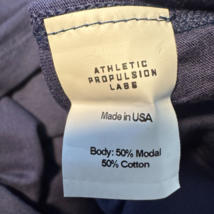 ATHLETIC
PROPULSION
LABS
Made in USA
Body: 50% Modal
50% Cotton